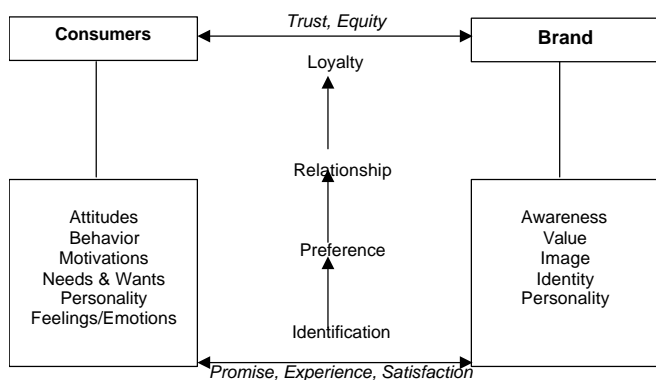 Trust, Equity
Consumers
Brand
Loyalty
Relationship
Preference
Identification
Attitudes
Behavior
Motivations
Needs & Wants
Personality
Feelings/Emotions
Awareness
Value
Image
Identity
Personality
Promise, Experience, Satisfaction